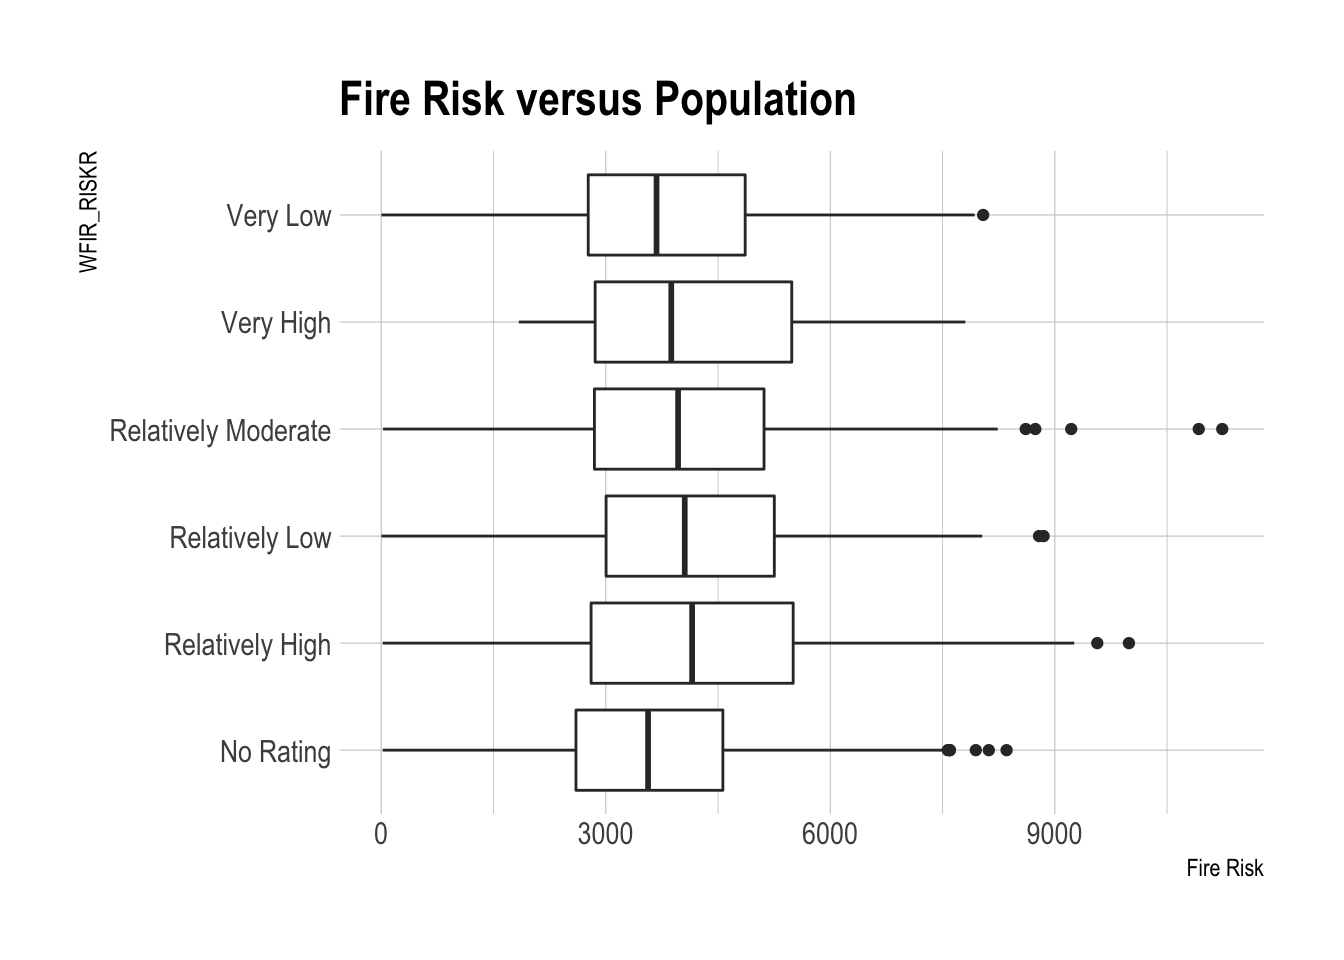 Fire Risk versus Population
WFIR_RISKR
Very Low
Very High
Relatively Moderate
Relatively Low
Relatively High
No Rating
0 3000 6000 9000
Fire Risk